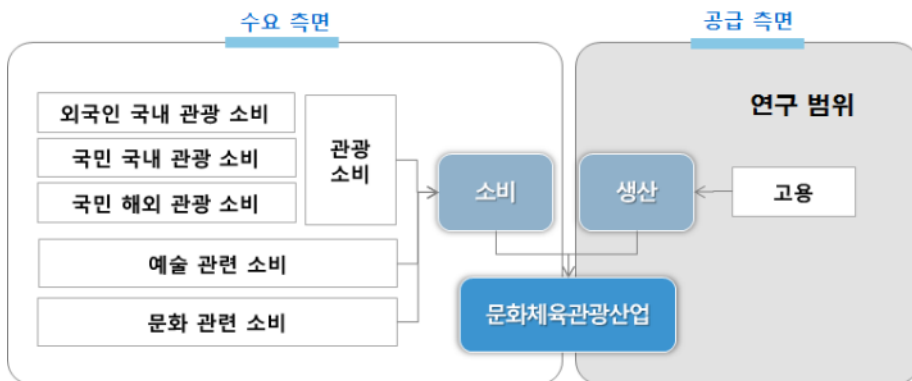 수요 측면
공급 측면
연구 범위
외국인 국내 관광 소비
국민 국내 관광 소비
국민 해외 관광 소비
관광
소비
예술 관련 소비
문화 관련 소비
소비
생산
고용
문화체육관광산업